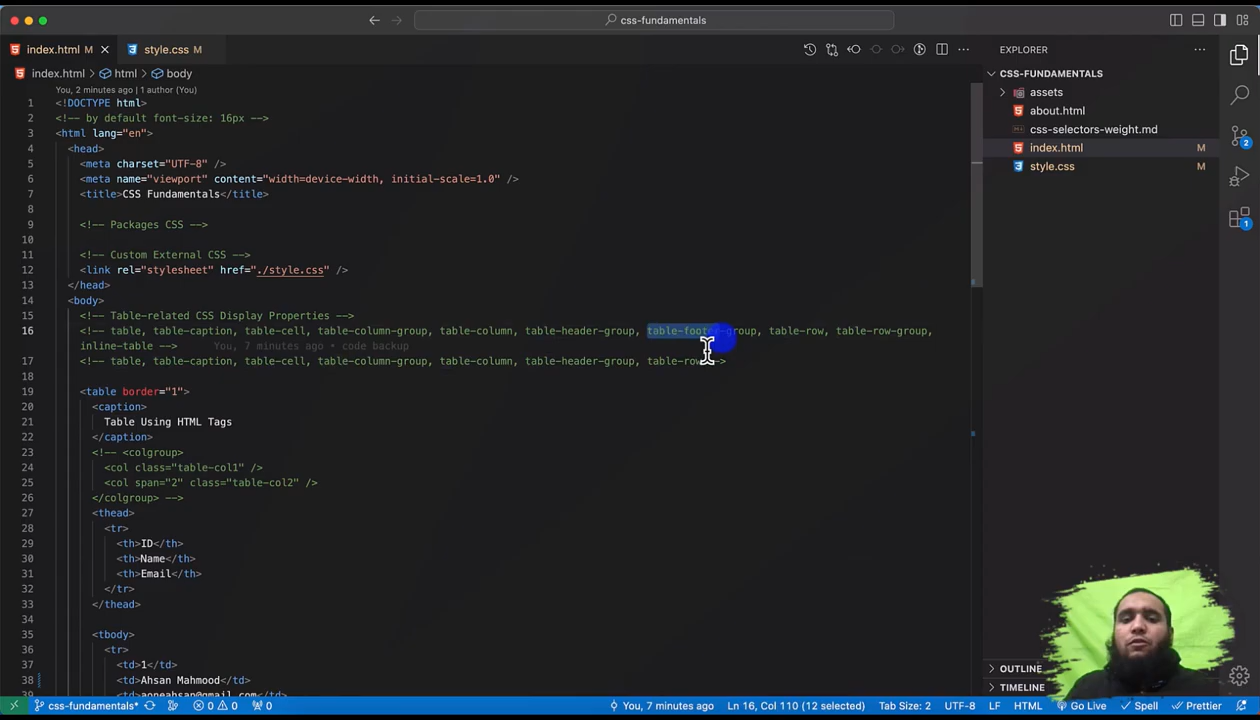 css-fundamentals
index.html M
style.css M
EXPLORER
index.html
html
body
CSS-FUNDAMENTALS
You, 2 minutes ago | 1 author (You)
assets
1 <!DOCTYPE html>
about.html
2 <!-- by default font-size: 16px -->
css-selectors-weight.md
3 <html lang="en">
index.html M
4 <head>
style.css M
5 <meta charset="UTF-8" />
6 <meta name="viewport" content="width=device-width, initial-scale=1.0" />
7 <title>CSS Fundamentals</title>
8
9 <!-- Packages CSS -->
10
11 <!-- Custom External CSS -->
12 <link rel="stylesheet" href="./style.css" />
13 </head>
14 <body>
15 <!-- Table-related CSS Display Properties -->
16 <!-- table, table-caption, table-cell, table-column-group, table-column, table-header-group, table-footer-group, table-row, table-row-group,
inline-table --> You, 7 minutes ago • code backup
17 <!-- table, table-caption, table-cell, table-column-group, table-column, table-header-group, table-row -->
18
19 <table border="1">
20 <caption>
21 Table Using HTML Tags
22 </caption>
23 <!-- <colgroup>
24 <col class="table-col1" />
25 <col span="2" class="table-col2" />
26 </colgroup> -->
27 <thead>
28 <tr>
29 <th>ID</th>
30 <th>Name</th>
31 <th>Email</th>
32 </tr>
33 </thead>
34
35 <tbody>
36 <tr>
37 <td>1</td>
38 <td>Ahsan Mahmood</td>
39 <td>aoneahsan@gmail.com</td>
OUTLINE
TIMELINE
2
1
css-fundamentals*
0
0
0
You, 7 minutes ago
Ln 16, Col 110 (12 selected)
Tab Size: 2
UTF-8
LF
HTML
Go Live
Spell
Prettier